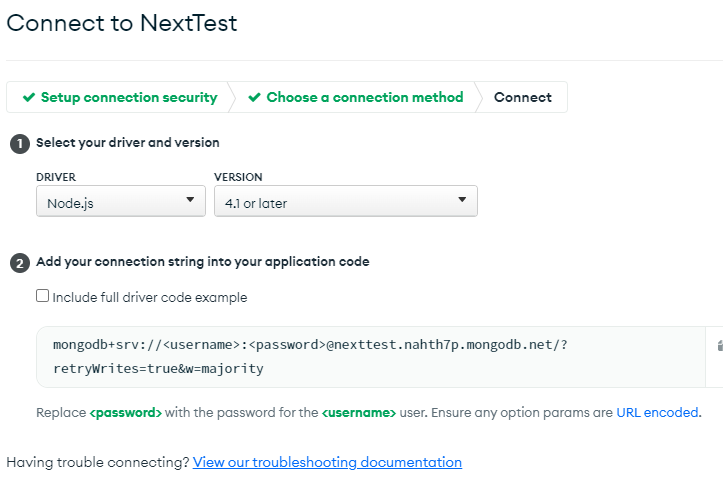 Connect to NextTest
Setup connection security
Choose a connection method
Connect
1 Select your driver and version
DRIVER VERSION
Node.js 4.1 or later
2 Add your connection string into your application code
Include full driver code example
mongodb+srv://<username>:<password>@nexttest.nahth7p.mongodb.net/?
retryWrites=true&w=majority
Replace <password> with the password for the <username> user. Ensure any option params are URL encoded.
Having trouble connecting? View our troubleshooting documentation